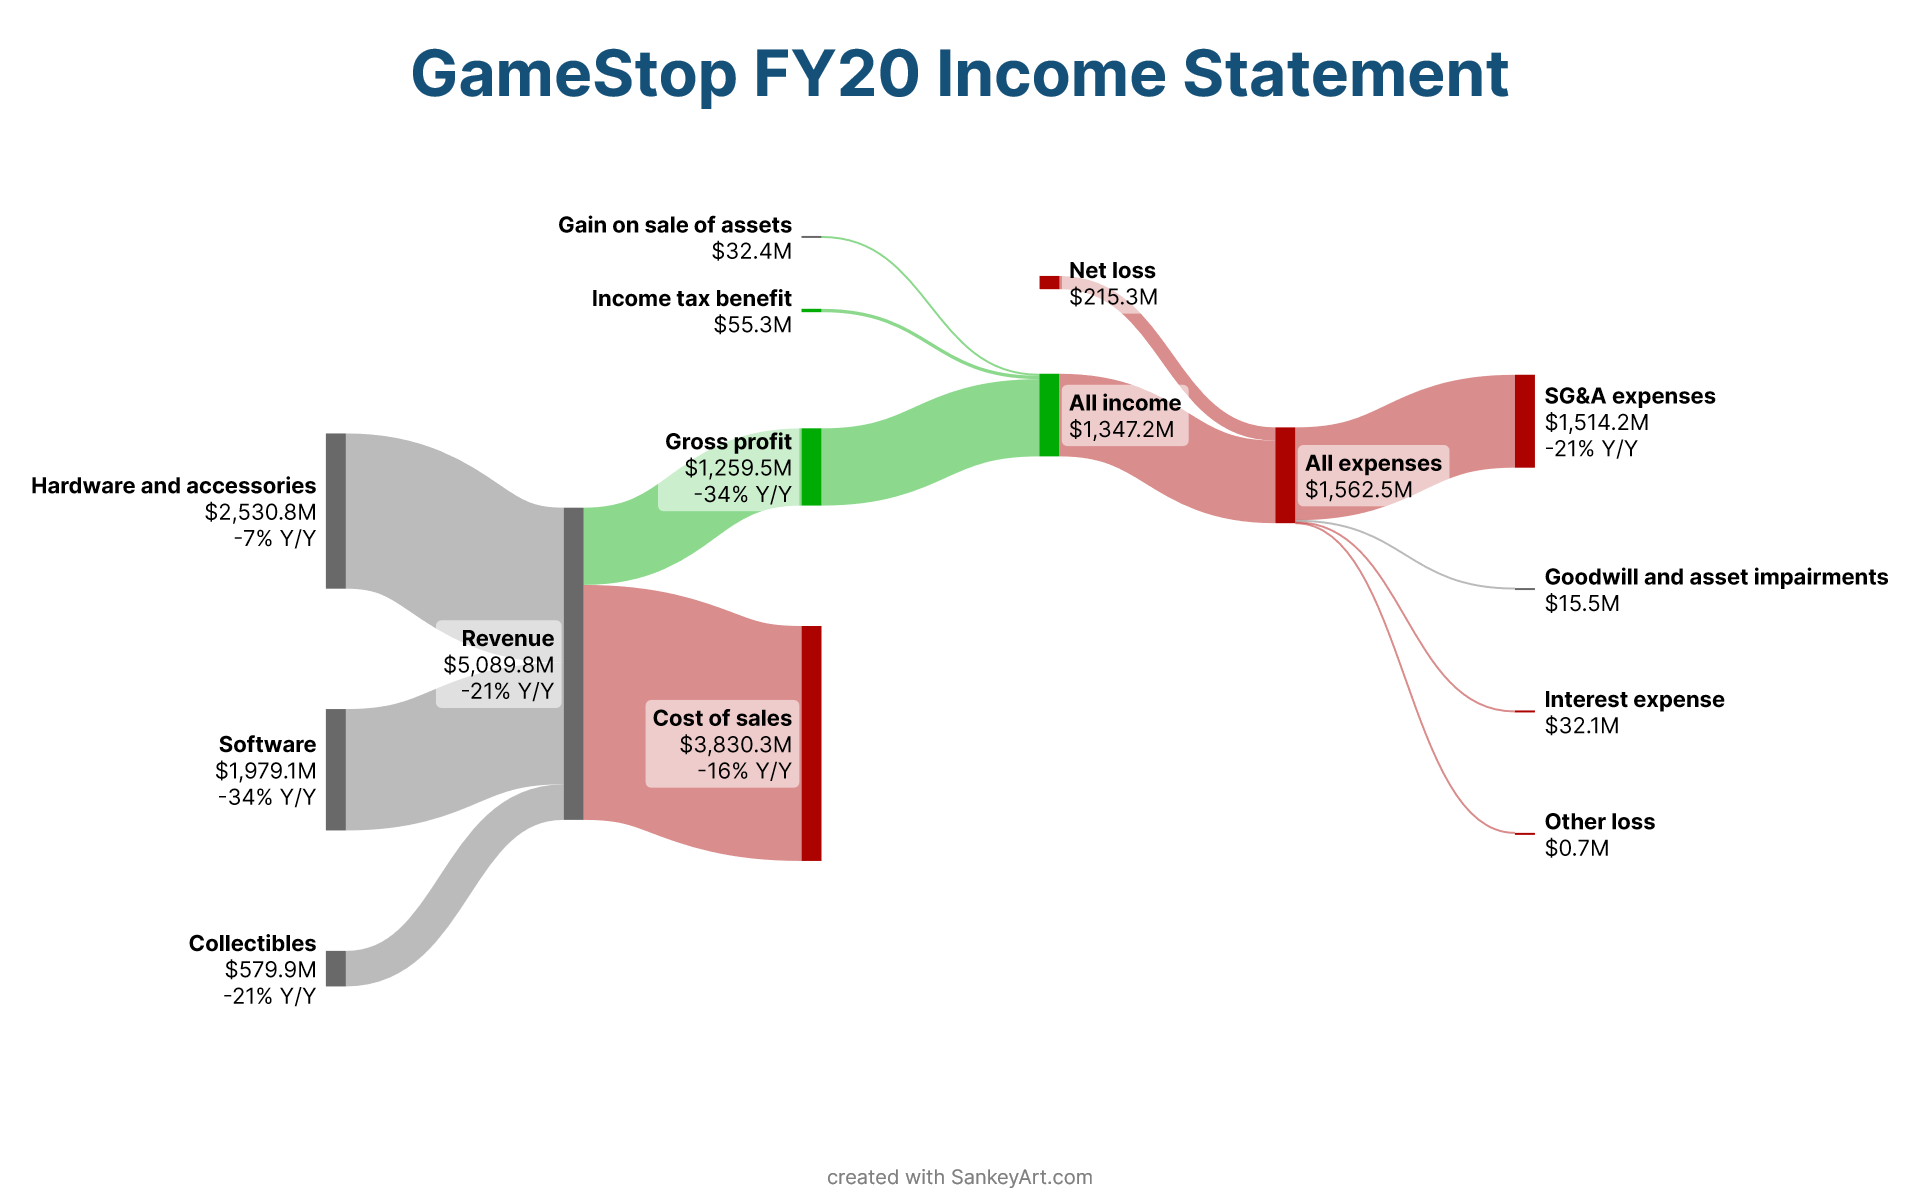 GameStop FY20 Income Statement
Gain on sale of assets
$32.4M
Income tax benefit
$55.3M
Net loss
$215.3M
Hardware and accessories
$2,530.8M
-7% Y/Y
Gross profit
$1,259.5M
-34% Y/Y
All income
$1,347.2M
All expenses
$1,562.5M
SG&A expenses
$1,514.2M
-21% Y/Y
Revenue
$5,089.8M
-21% Y/Y
Goodwill and asset impairments
$15.5M
Software
$1,979.1M
-34% Y/Y
Cost of sales
$3,830.3M
-16% Y/Y
Interest expense
$32.1M
Other loss
$0.7M
Collectibles
$579.9M
-21% Y/Y
created with SankeyArt.com